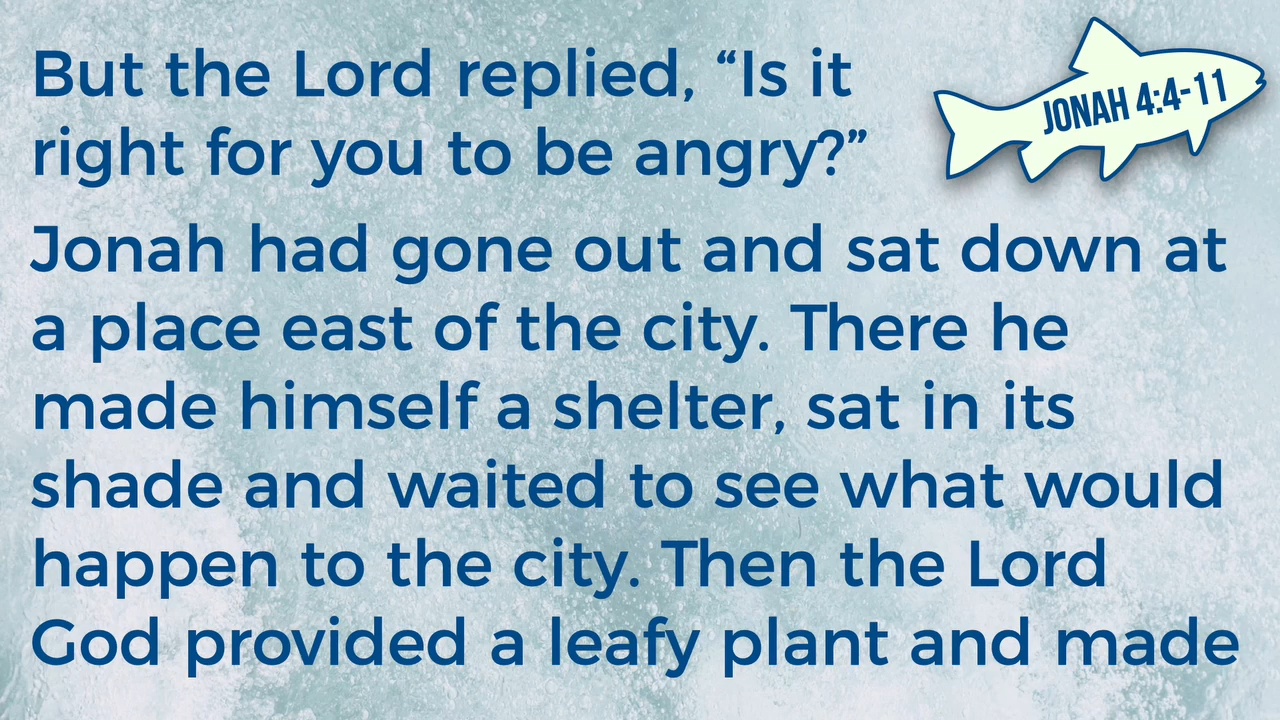 But the Lord replied, “Is it
right for you to be angry?”
JONAH 4:4-11
Jonah had gone out and sat down at
a place east of the city. There he
made himself a shelter, sat in its
shade and waited to see what would
happen to the city. Then the Lord
God provided a leafy plant and made